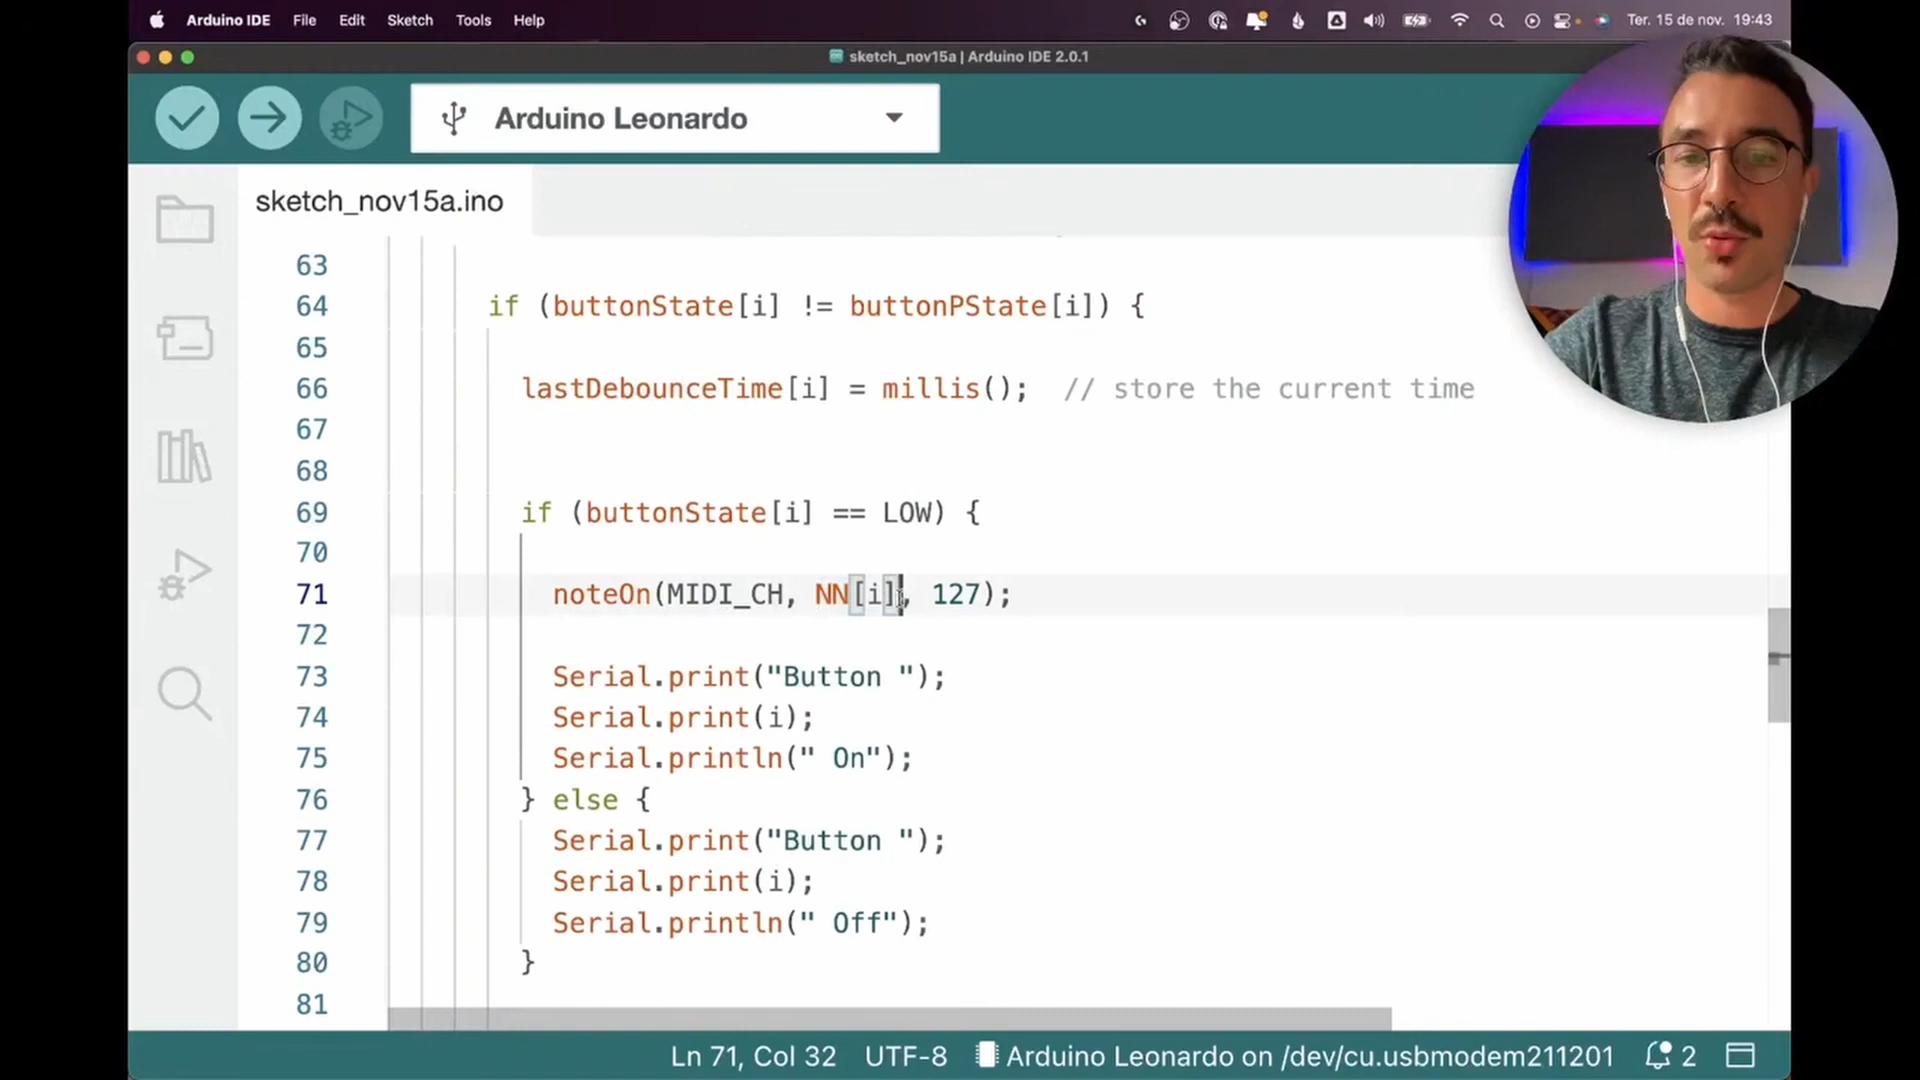 Arduino IDE File Edit Sketch Tools Help Ter. 15 de nov. 19:43
sketch_nov15a | Arduino IDE 2.0.1
Arduino Leonardo
sketch_nov15a.ino
63
64 if (buttonState[i] != buttonPState[i]) {
65
66 lastDebounceTime[i] = millis(); // store the current time
67
68
69 if (buttonState[i] == LOW) {
70
71 noteOn(MIDI_CH, NN[i], 127);
72
73 Serial.print("Button ");
74 Serial.print(i);
75 Serial.println(" On");
76 } else {
77 Serial.print("Button ");
78 Serial.print(i);
79 Serial.println(" Off");
80 }
81
Ln 71, Col 32 UTF-8 Arduino Leonardo on /dev/cu.usbmodem211201 2